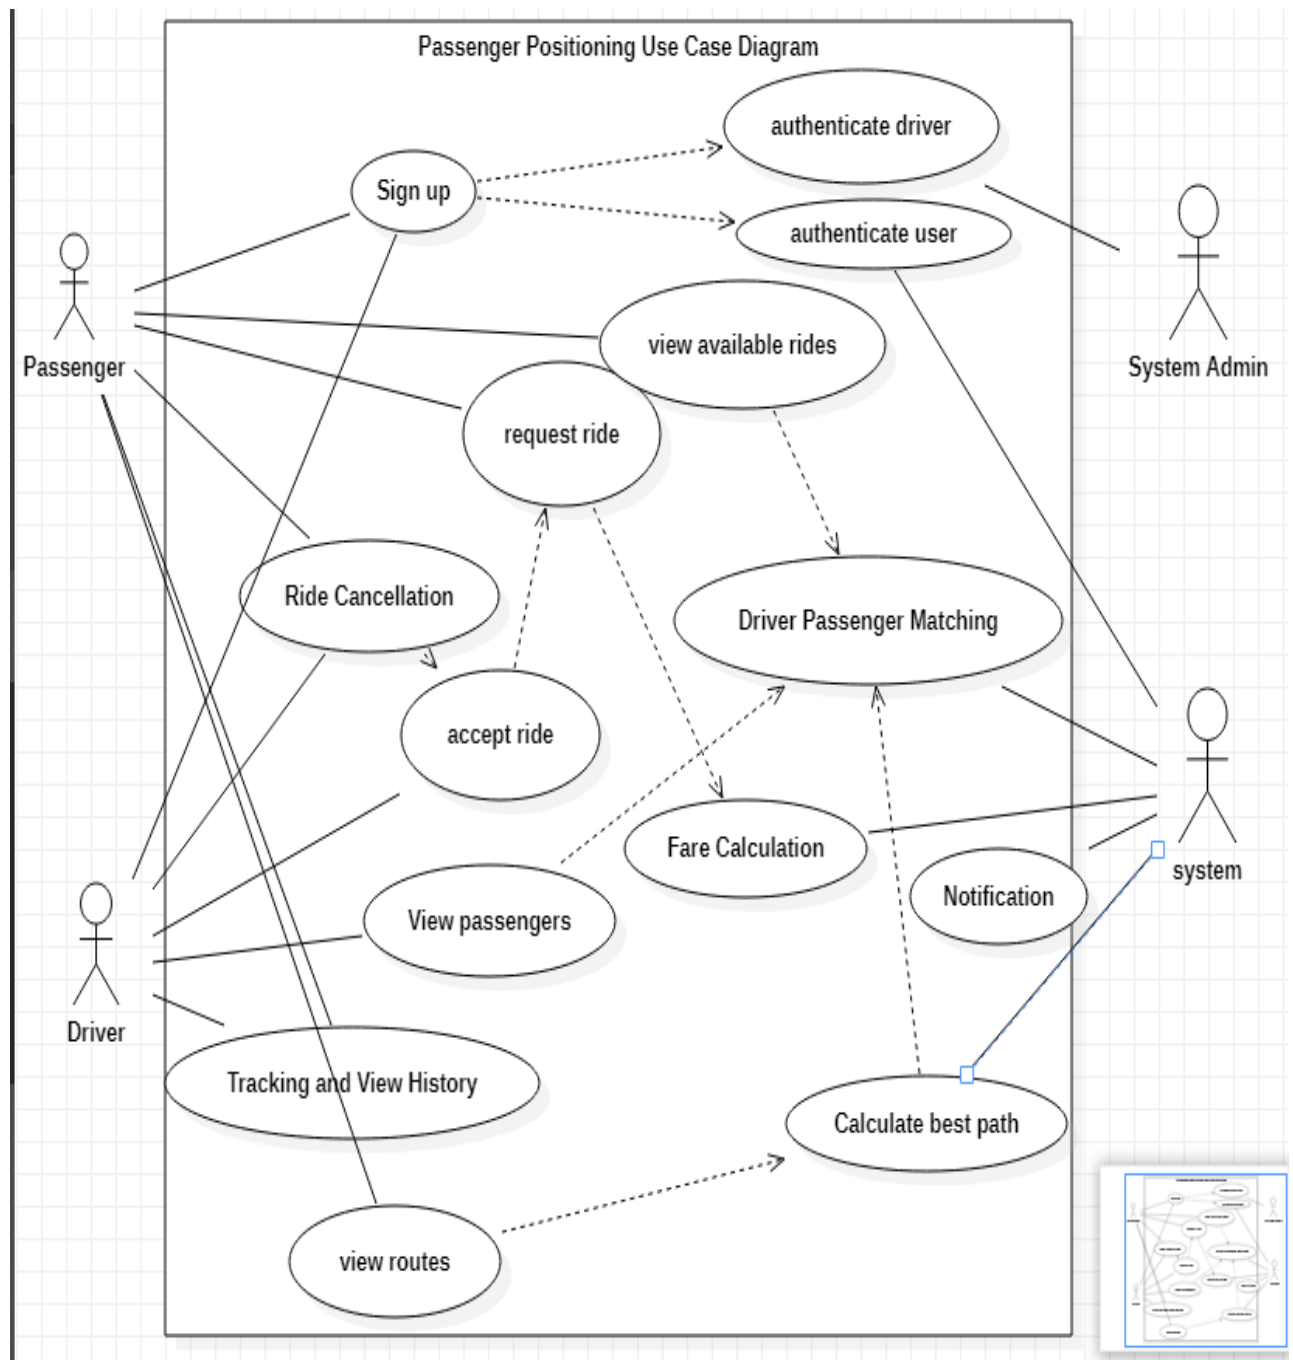 Passenger Positioning Use Case Diagram
authenticate driver
Sign up
authenticate user
view available rides
Passenger
System Admin
request ride
Ride Cancellation
Driver Passenger Matching
accept ride
Fare Calculation
system
Notification
View passengers
Driver
Tracking and View History
Calculate best path
view routes